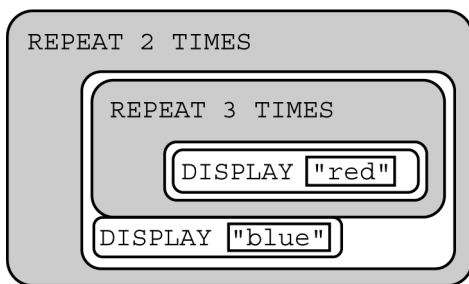 REPEAT 2 TIMES
REPEAT 3 TIMES
DISPLAY "red"
DISPLAY "blue"